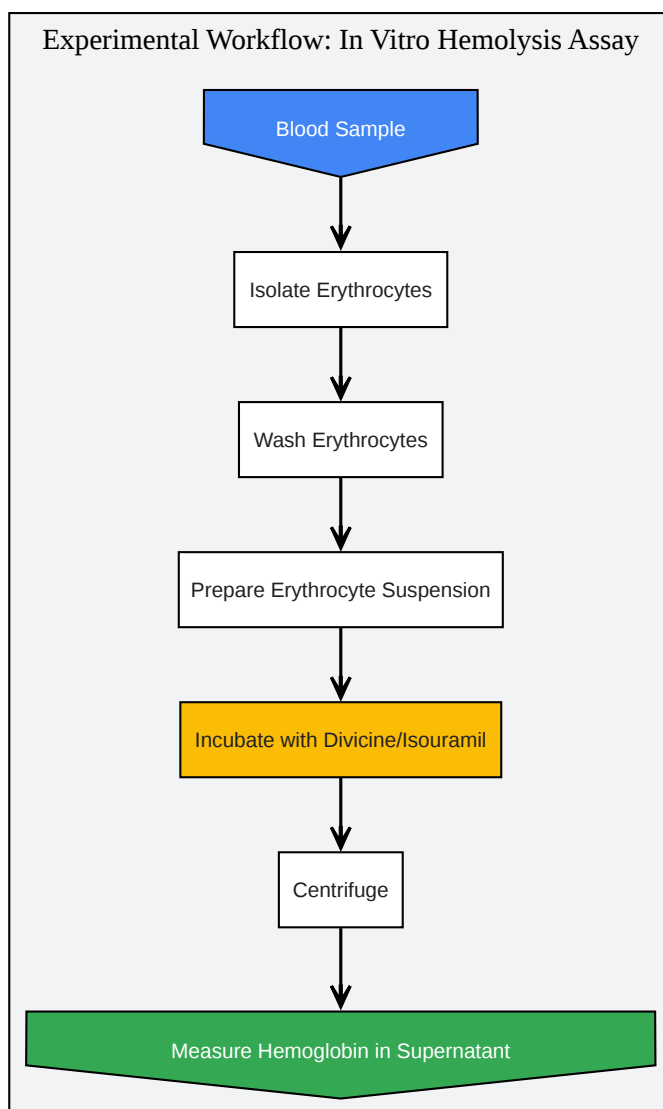 Experimental Workflow: In Vitro Hemolysis Assay
Blood Sample
Isolate Erythrocytes
Wash Erythrocytes
Prepare Erythrocyte Suspension
Incubate with Divicine/Isouramil
Centrifuge
Measure Hemoglobin in Supernatant